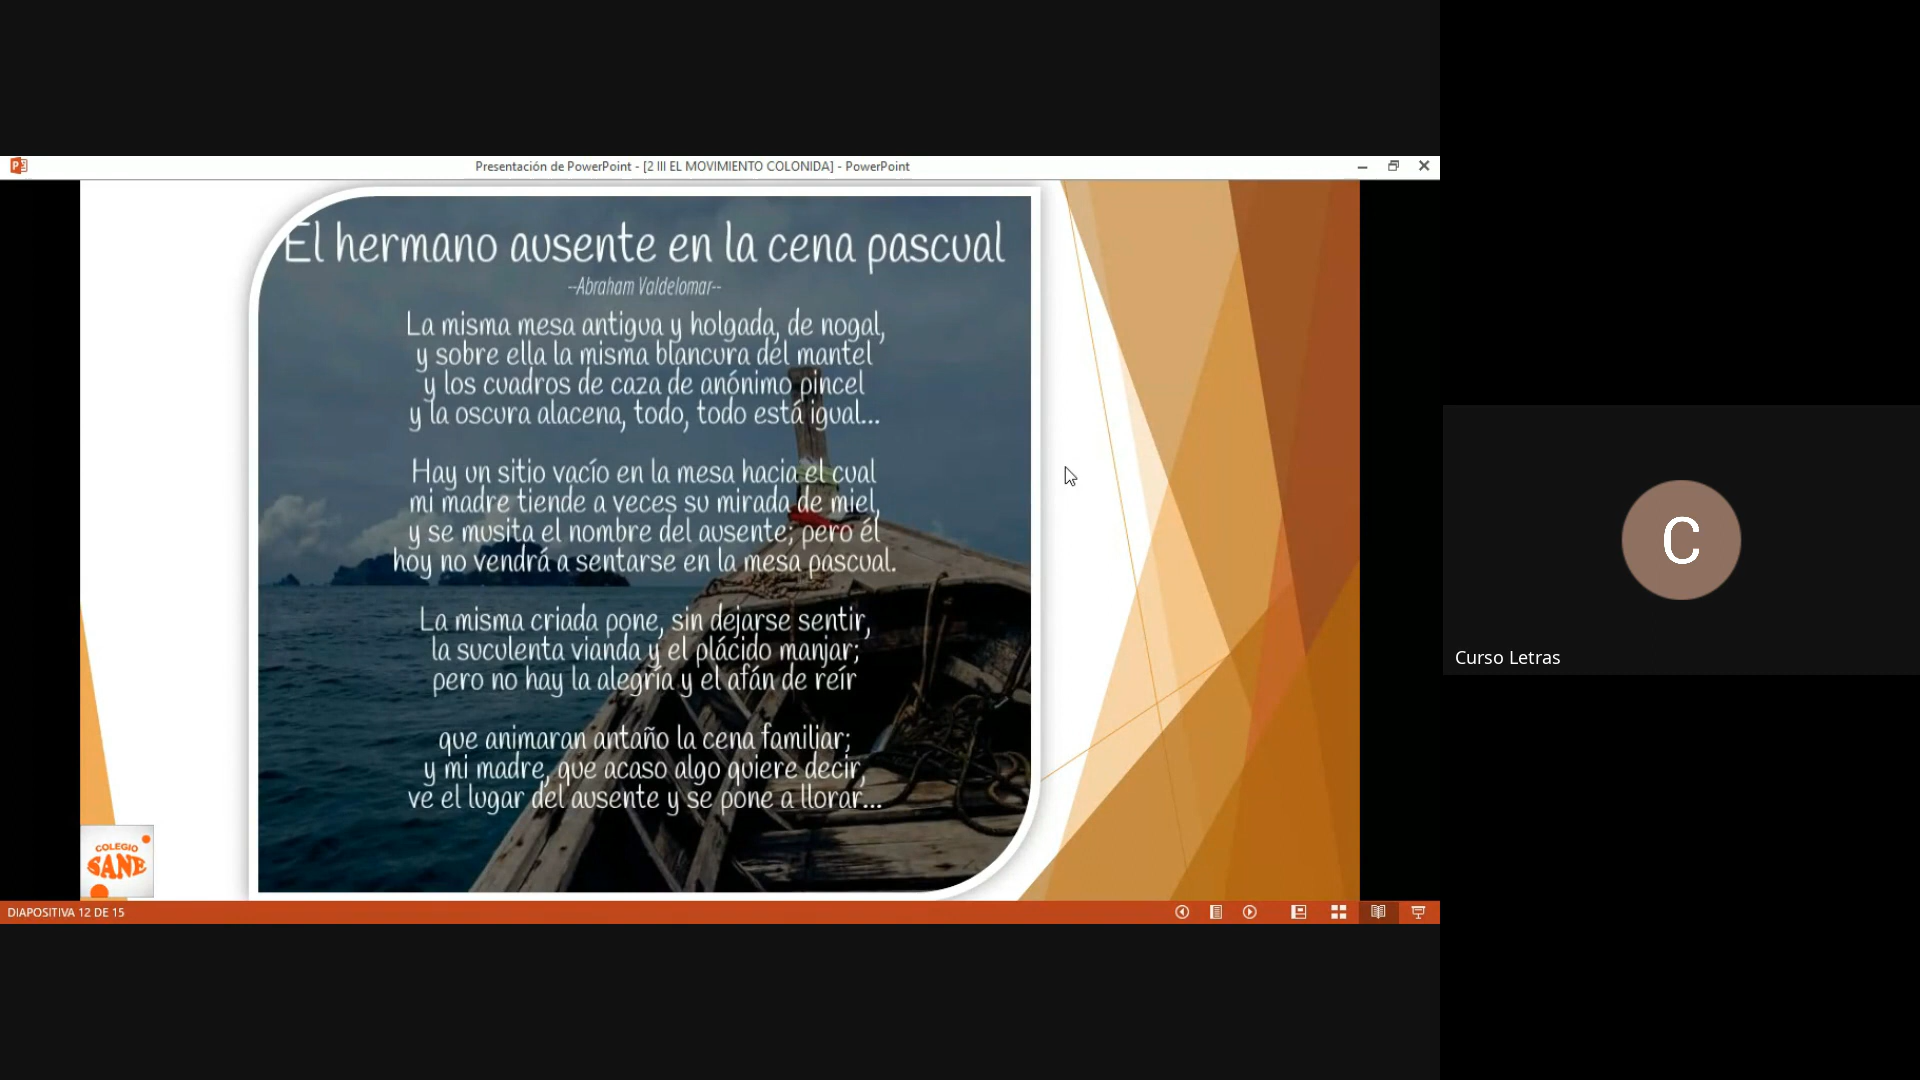 Presentación de PowerPoint - [2 III EL MOVIMIENTO COLONIDA] - PowerPoint
El hermano ausente en la cena pascual
--Abraham Valdelomar--
La misma mesa antigua y holgada, de nogal,
y sobre ella la misma blancura del mantel
y los cuadros de caza de anónimo pincel
y la oscura alacena, todo, todo está igual...
Hay un sitio vacío en la mesa hacia el cual
mi madre tiende a veces su mirada de miel,
y se musita el nombre del ausente; pero él
hoy no vendrá a sentarse en la mesa pascual.
La misma criada pone, sin dejarse sentir,
la suculenta vianda y el plácido manjar;
pero no hay la alegría y el afán de reír
que animaran antaño la cena familiar;
y mi madre, que acaso algo quiere decir,
ve el lugar del ausente y se pone a llorar...
COLEGIO
SANE
DIAPOSITIVA 12 DE 15
C
Curso Letras